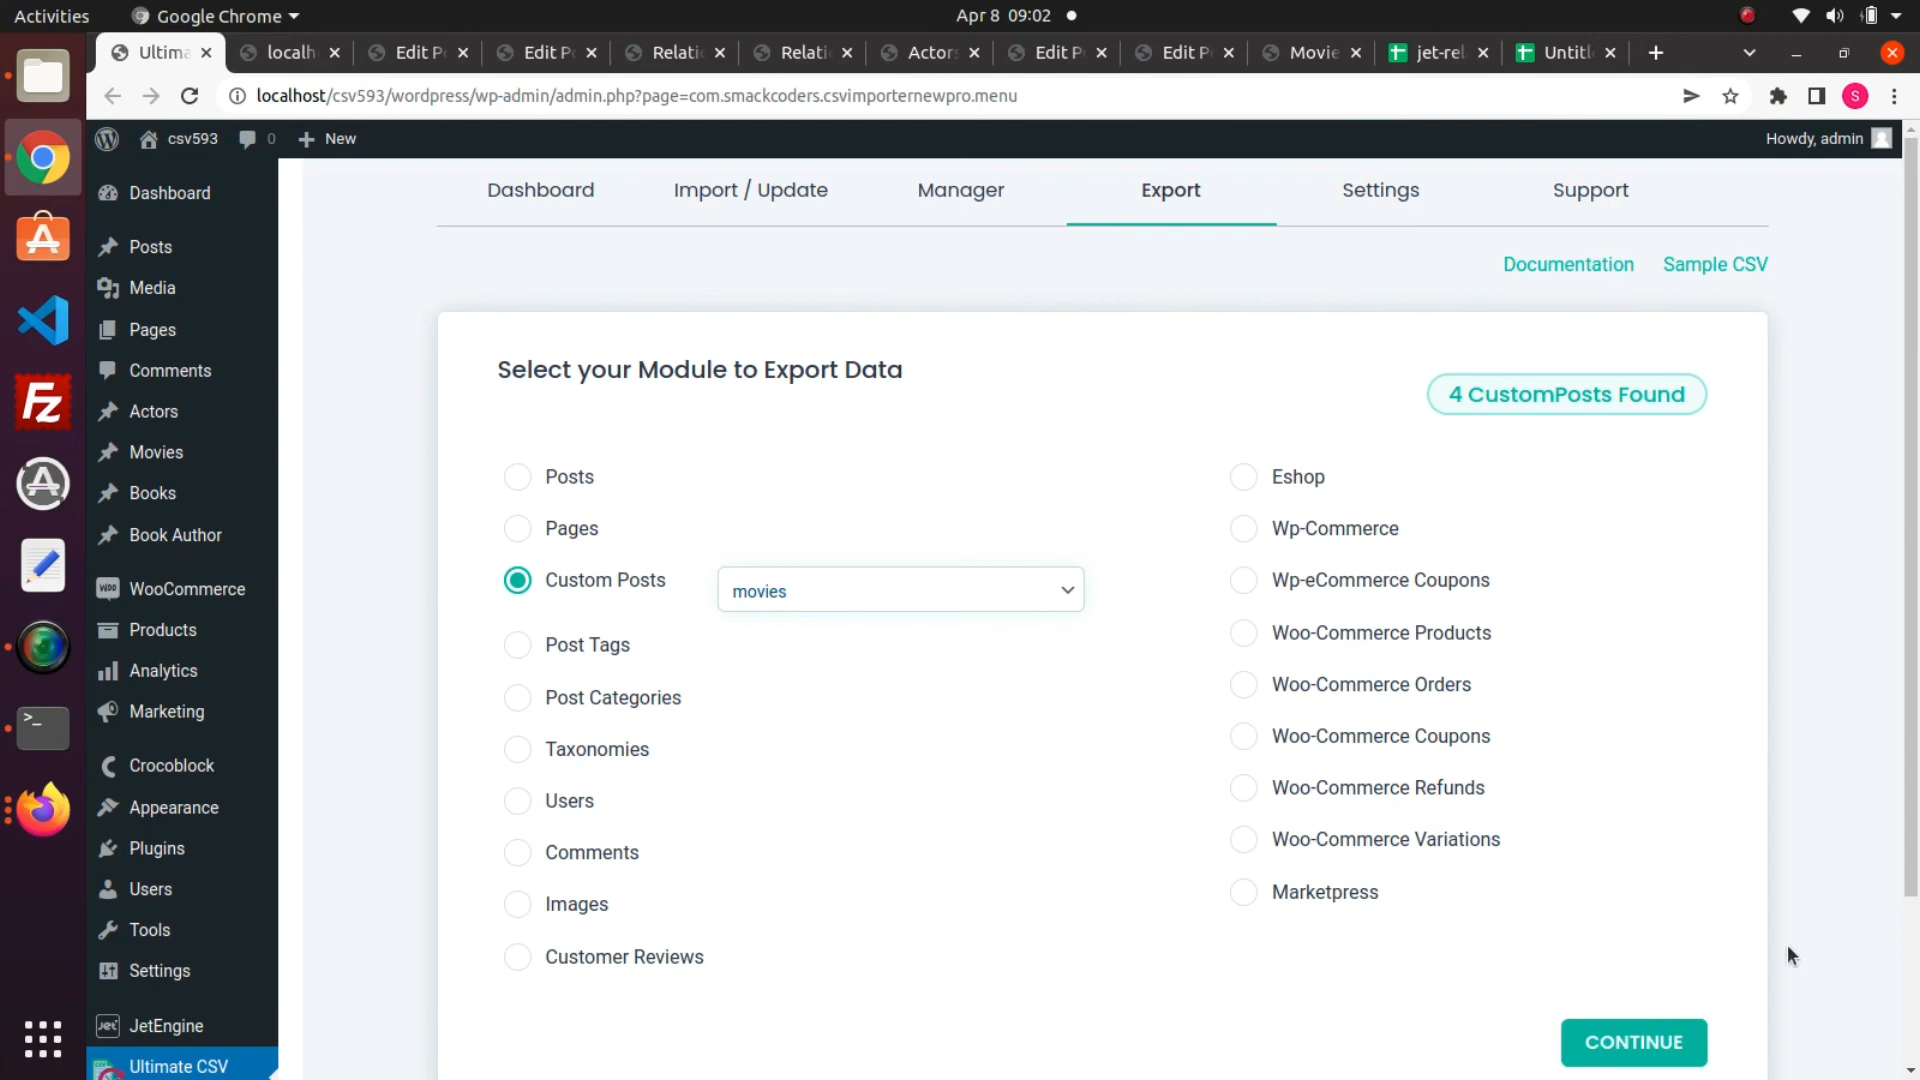 Activities
Google Chrome
Apr 8 09:02
Ultima
localh
Edit P
Edit P
Relatio
Relatio
Actors
Edit P
Edit P
Movie
jet-rel
Untitl
localhost/csv593/wordpress/wp-admin/admin.php?page=com.smackcoders.csvimporternewpro.menu
S
csv593
0
New
Howdy, admin
Dashboard
Posts
Media
Pages
Comments
Actors
Movies
Books
Book Author
WooCommerce
Products
Analytics
Marketing
Crocoblock
Appearance
Plugins
Users
Tools
Settings
JetEngine
Ultimate CSV
Dashboard
Import / Update
Manager
Export
Settings
Support
Documentation
Sample CSV
Select your Module to Export Data
4 CustomPosts Found
Posts
Pages
Custom Posts
movies
Post Tags
Post Categories
Taxonomies
Users
Comments
Images
Customer Reviews
Eshop
Wp-Commerce
Wp-eCommerce Coupons
Woo-Commerce Products
Woo-Commerce Orders
Woo-Commerce Coupons
Woo-Commerce Refunds
Woo-Commerce Variations
Marketpress
CONTINUE